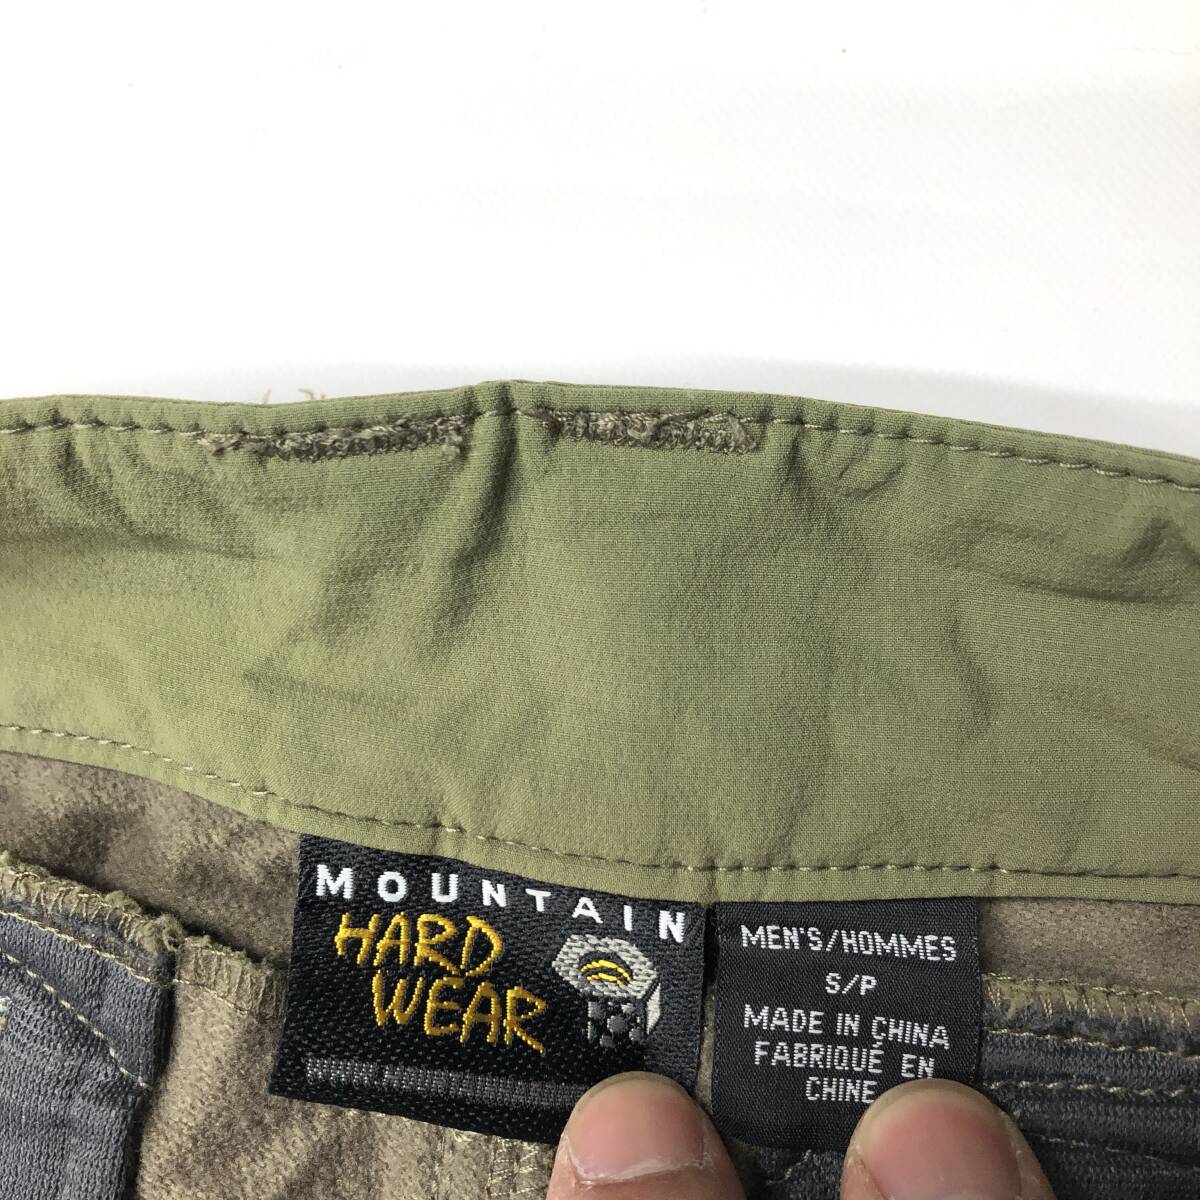 MOUNTAIN
HARD
WEAR
MEN'S/HOMMES
S/P
MADE IN CHINA
FABRIQUÉ EN
CHINE